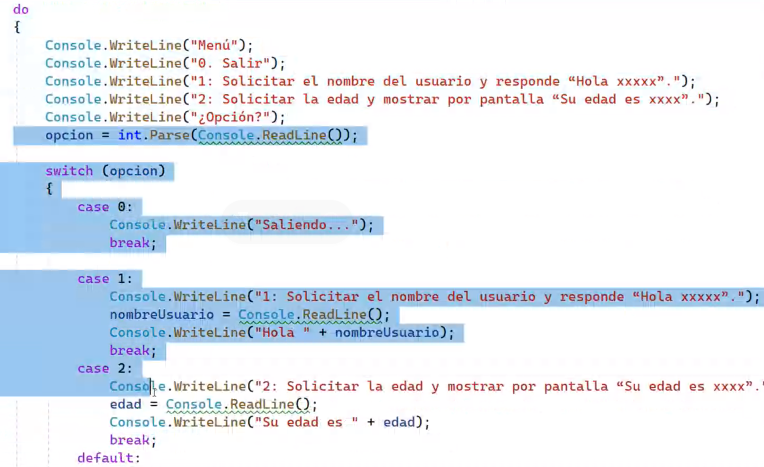 do
{
Console.WriteLine("Menú");
Console.WriteLine("0. Salir");
Console.WriteLine("1: Solicitar el nombre del usuario y responde “Hola xxxxx”.");
Console.WriteLine("2: Solicitar la edad y mostrar por pantalla “Su edad es xxxx”.");
Console.WriteLine("¿Opción?");
opcion = int.Parse(Console.ReadLine());
switch (opcion)
{
case 0:
Console.WriteLine("Saliendo...");
break;
case 1:
Console.WriteLine("1: Solicitar el nombre del usuario y responde “Hola xxxxx”.");
nombreUsuario = Console.ReadLine();
Console.WriteLine("Hola " + nombreUsuario);
break;
case 2:
Console.WriteLine("2: Solicitar la edad y mostrar por pantalla “Su edad es xxxx”."
edad = Console.ReadLine();
Console.WriteLine("Su edad es " + edad);
break;
default: